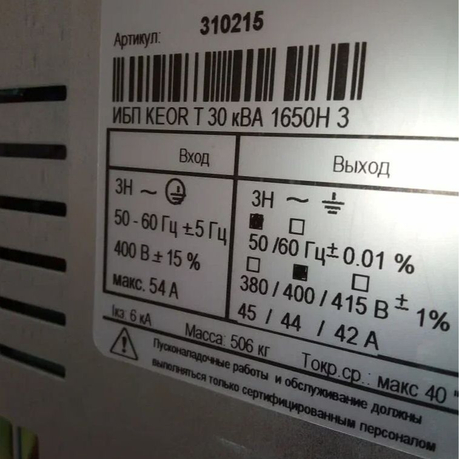 Артикул: 310215
ИБП KEOR T 30 кВА 1650Н 3
Вход Выход
3Н ~
3Н ~
50 - 60 Гц ±5 Гц
50 /60 Гц± 0.01 %
400 В ± 15 %
380 / 400 / 415 В ± 1%
макс. 54 А
45 / 44 / 42 А
Iкз: 6 кА
Масса: 506 кг
Токр.ср.: макс 40 °
Пусконаладочные работы и обслуживание должны
выполняться только сертифицированным персоналом